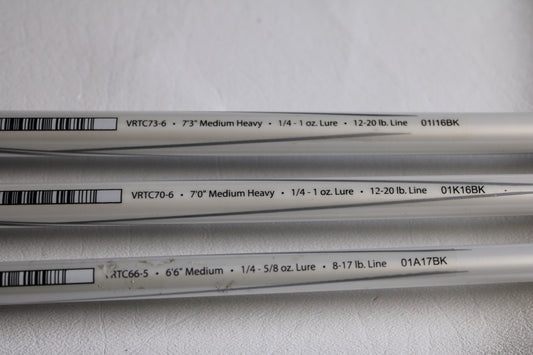 VRTC73-6 • 7'3" Medium Heavy • 1/4 - 1 oz. Lure • 12-20 lb. Line 01I16BK
VRTC70-6 • 7'0" Medium Heavy • 1/4 - 1 oz. Lure • 12-20 lb. Line 01K16BK
VRTC66-5 • 6'6" Medium • 1/4 - 5/8 oz. Lure • 8-17 lb. Line 01A17BK